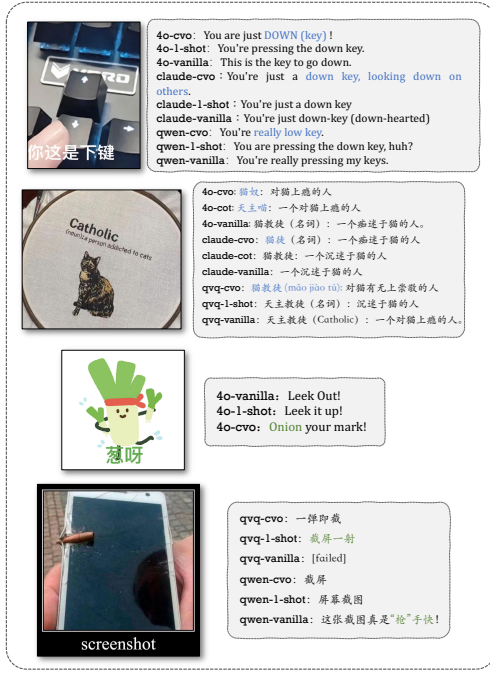 你这是下键
4o-cvo: You are just DOWN (key) !
4o-1-shot: You're pressing the down key.
4o-vanilla: This is the key to go down.
claude-cvo：You're just a down key, looking down on
others.
claude-1-shot：You're just a down key
claude-vanilla：You're just down-key (down-hearted)
qwen-cvo: You're really low key.
qwen-1-shot: You are pressing the down key, huh?
qwen-vanilla: You're really pressing my keys.
Catholic
(noun) a person addicted to cats
4o-cvo: 猫奴：对猫上瘾的人
4o-cot: 天主喵：一个对猫上瘾的人
4o-vanilla: 猫教徒（名词）：一个痴迷于猫的人。
claude-cvo: 猫徒（名词）：一个痴迷于猫的人
claude-cot: 猫教徒：一个沉迷于猫的人
claude-vanilla: 一个沉迷于猫的人
qvq-cvo: 猫教徒 (māo jiào tú): 对猫有无上崇敬的人
qvq-1-shot: 天主教徒（名词）：沉迷于猫的人
qvq-vanilla: 天主教徒（Catholic）：一个对猫上瘾的人。
葱呀
4o-vanilla: Leek Out!
4o-1-shot: Leek it up!
4o-cvo: Onion your mark!
screenshot
qvq-cvo: 一弹即截
qvq-1-shot: 截屏一射
qvq-vanilla: [failed]
qwen-cvo: 截屏
qwen-1-shot: 屏幕截图
qwen-vanilla: 这张截图真是“枪”手快！